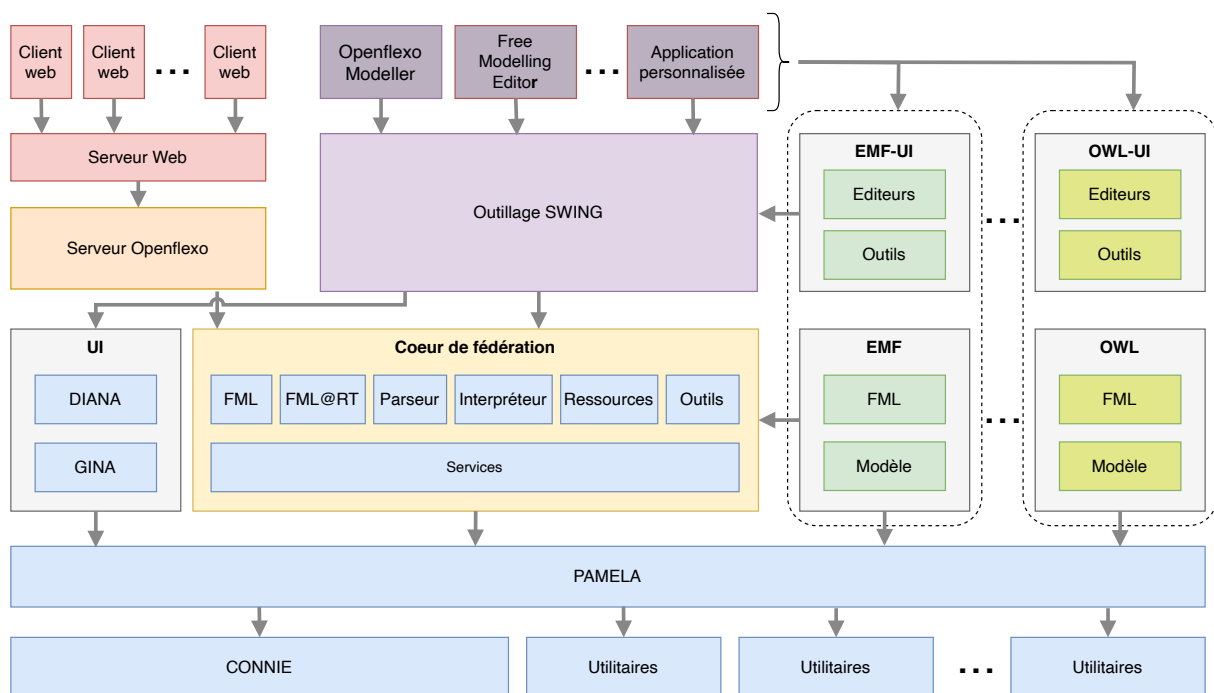 Client
web
Client
web
...
Client
web
Openflexo
Modeller
Free
Modelling
Editor
...
Application
personnalisée
Serveur Web
Serveur Openflexo
Outillage SWING
EMF-UI
Editeurs
Outils
...
OWL-UI
Editeurs
Outils
UI
DIANA
GINA
Coeur de fédération
FML
FML@RT
Parseur
Interpréteur
Ressources
Outils
Services
EMF
FML
Modèle
...
OWL
FML
Modèle
PAMELA
CONNIE
Utilitaires
Utilitaires
...
Utilitaires